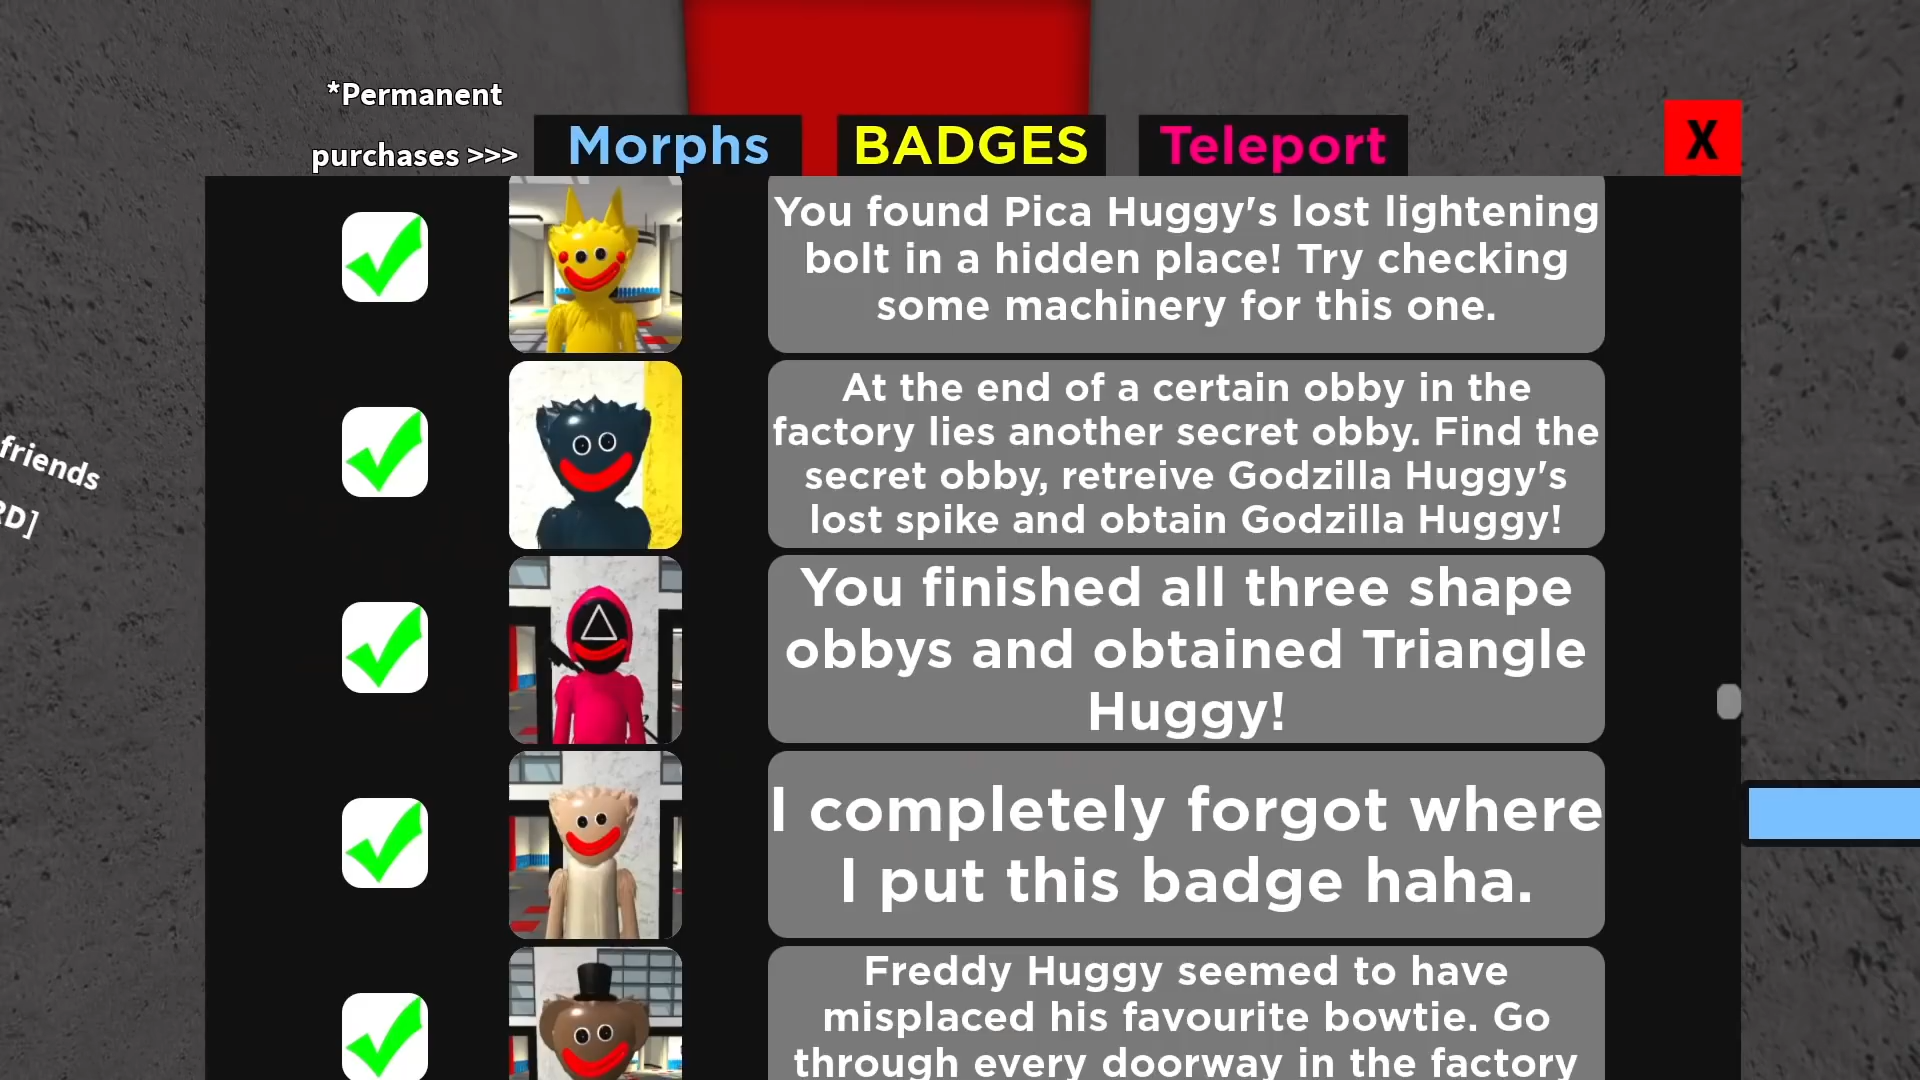 *Permanent
purchases >>>
Morphs
BADGES
Teleport
X
You found Pica Huggy's lost lightening
bolt in a hidden place! Try checking
some machinery for this one.
At the end of a certain obby in the
factory lies another secret obby. Find the
secret obby, retreive Godzilla Huggy's
lost spike and obtain Godzilla Huggy!
friends
RD]
You finished all three shape
obbys and obtained Triangle
Huggy!
I completely forgot where
I put this badge haha.
Freddy Huggy seemed to have
misplaced his favourite bowtie. Go
through every doorway in the factory